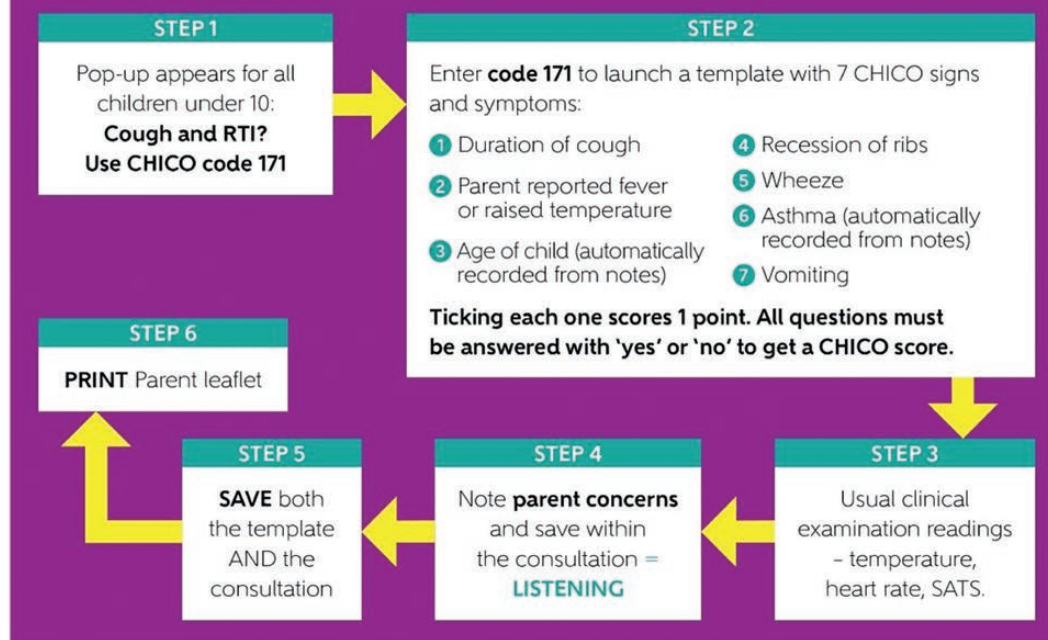 STEP 1
Pop-up appears for all
children under 10:
Cough and RTI?
Use CHICO code 171
STEP 2
Enter code 171 to launch a template with 7 CHICO signs
and symptoms:
1 Duration of cough
2 Parent reported fever
or raised temperature
3 Age of child (automatically
recorded from notes)
4 Recession of ribs
5 Wheeze
6 Asthma (automatically
recorded from notes)
7 Vomiting
Ticking each one scores 1 point. All questions must
be answered with ‘yes’ or ‘no’ to get a CHICO score.
STEP 3
Usual clinical
examination readings
– temperature,
heart rate, SATS.
STEP 4
Note parent concerns
and save within
the consultation =
LISTENING
STEP 5
SAVE both
the template
AND the
consultation
STEP 6
PRINT Parent leaflet